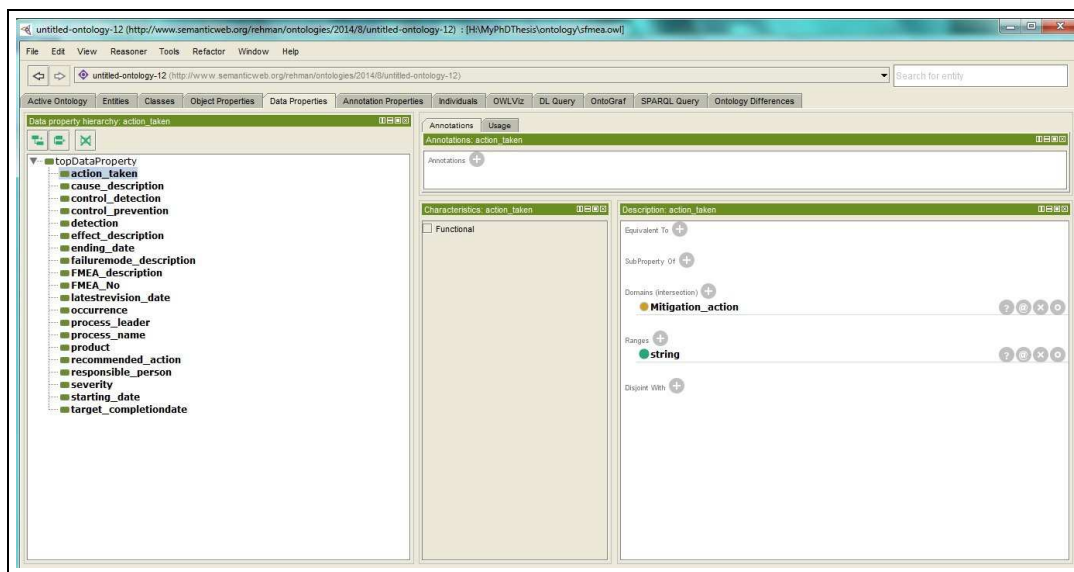 untitled-ontology-12 (http://www.semanticweb.org/rehman/ontologies/2014/8/untitled-ontology-12) : [H:\MyPhDThesis\ontology\sfmea.owl]
File Edit View Reasoner Tools Refactor Window Help
untitled-ontology-12 (http://www.semanticweb.org/rehman/ontologies/2014/8/untitled-ontology-12) Search for entity
Active Ontology Entities Classes Object Properties Data Properties Annotation Properties Individuals OWLViz DL Query OntoGraf SPARQL Query Ontology Differences
Data property hierarchy: action_taken
topDataProperty
action_taken
cause_description
control_detection
control_prevention
detection
effect_description
ending_date
failuremode_description
FMEA_description
FMEA_No
latestrevision_date
occurrence
process_leader
process_name
product
recommended_action
responsible_person
severity
starting_date
target_completiondate
Annotations Usage
Annotations: action_taken
Annotations
Characteristics: action_taken
Functional
Description: action_taken
Equivalent To
SubProperty Of
Domains (intersection)
Mitigation_action
Ranges
string
Disjoint With